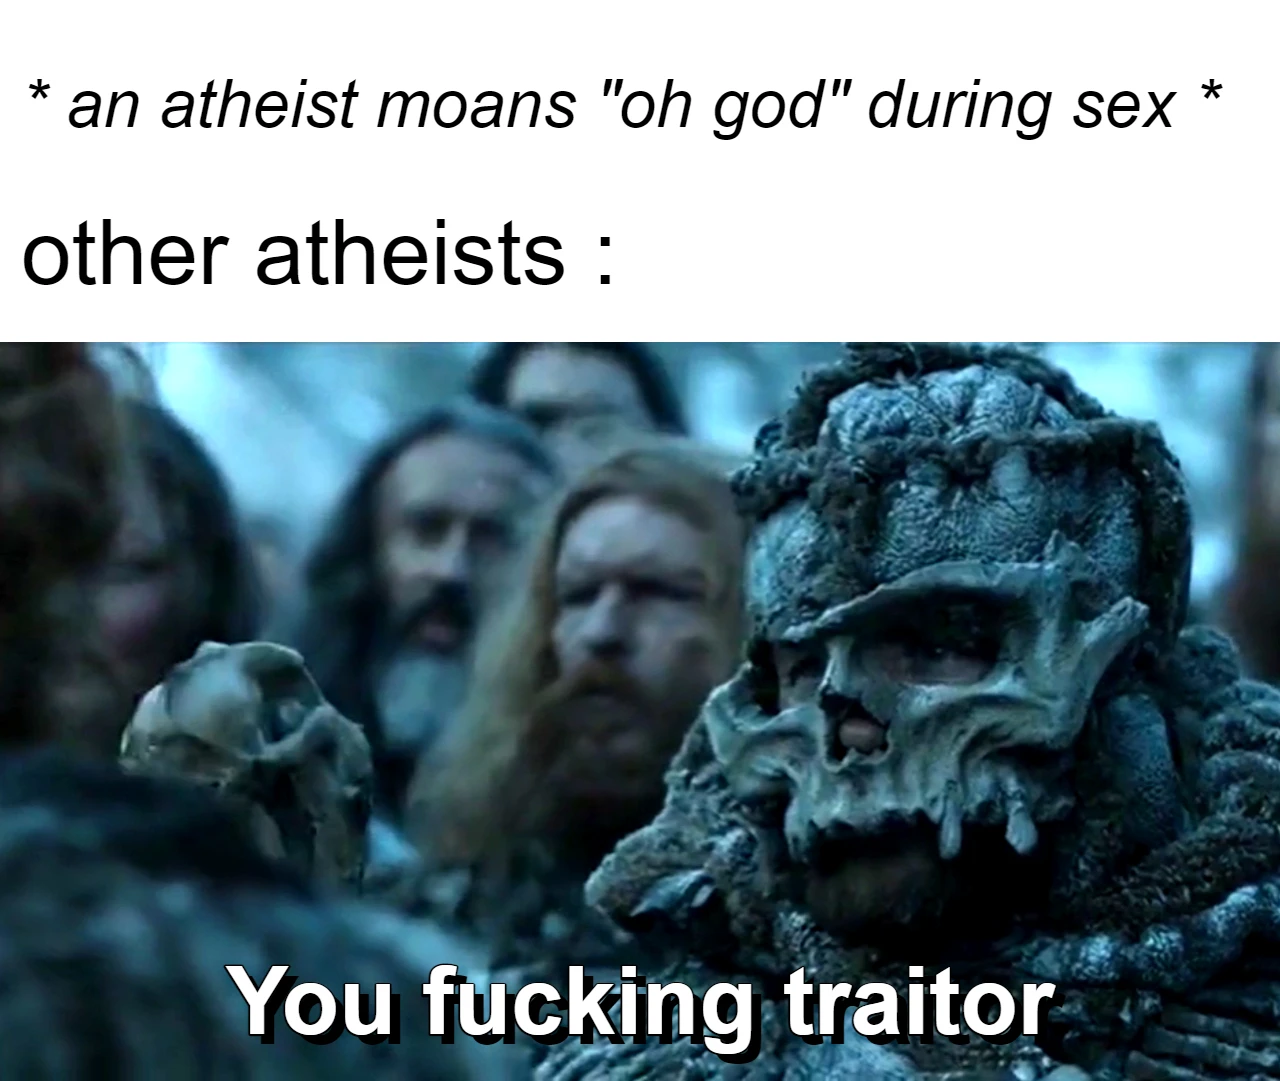 * an atheist moans "oh god" during sex *
other atheists :
You fucking traitor